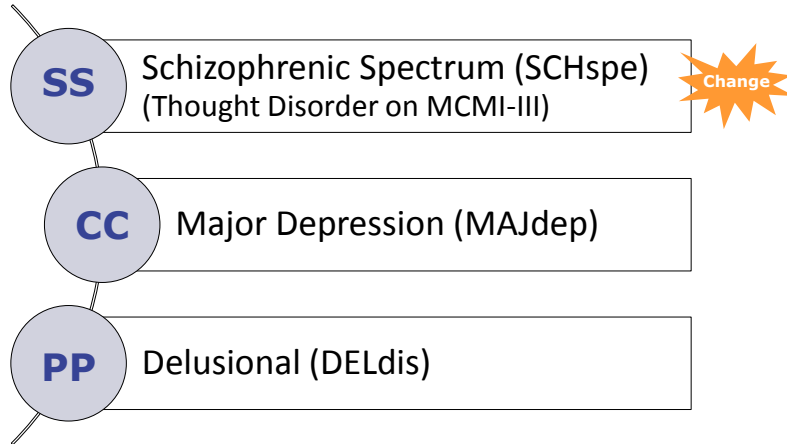 SS
Schizophrenic Spectrum (SCHspe)
(Thought Disorder on MCMI-III)
Change
CC
Major Depression (MAJdep)
PP
Delusional (DELdis)